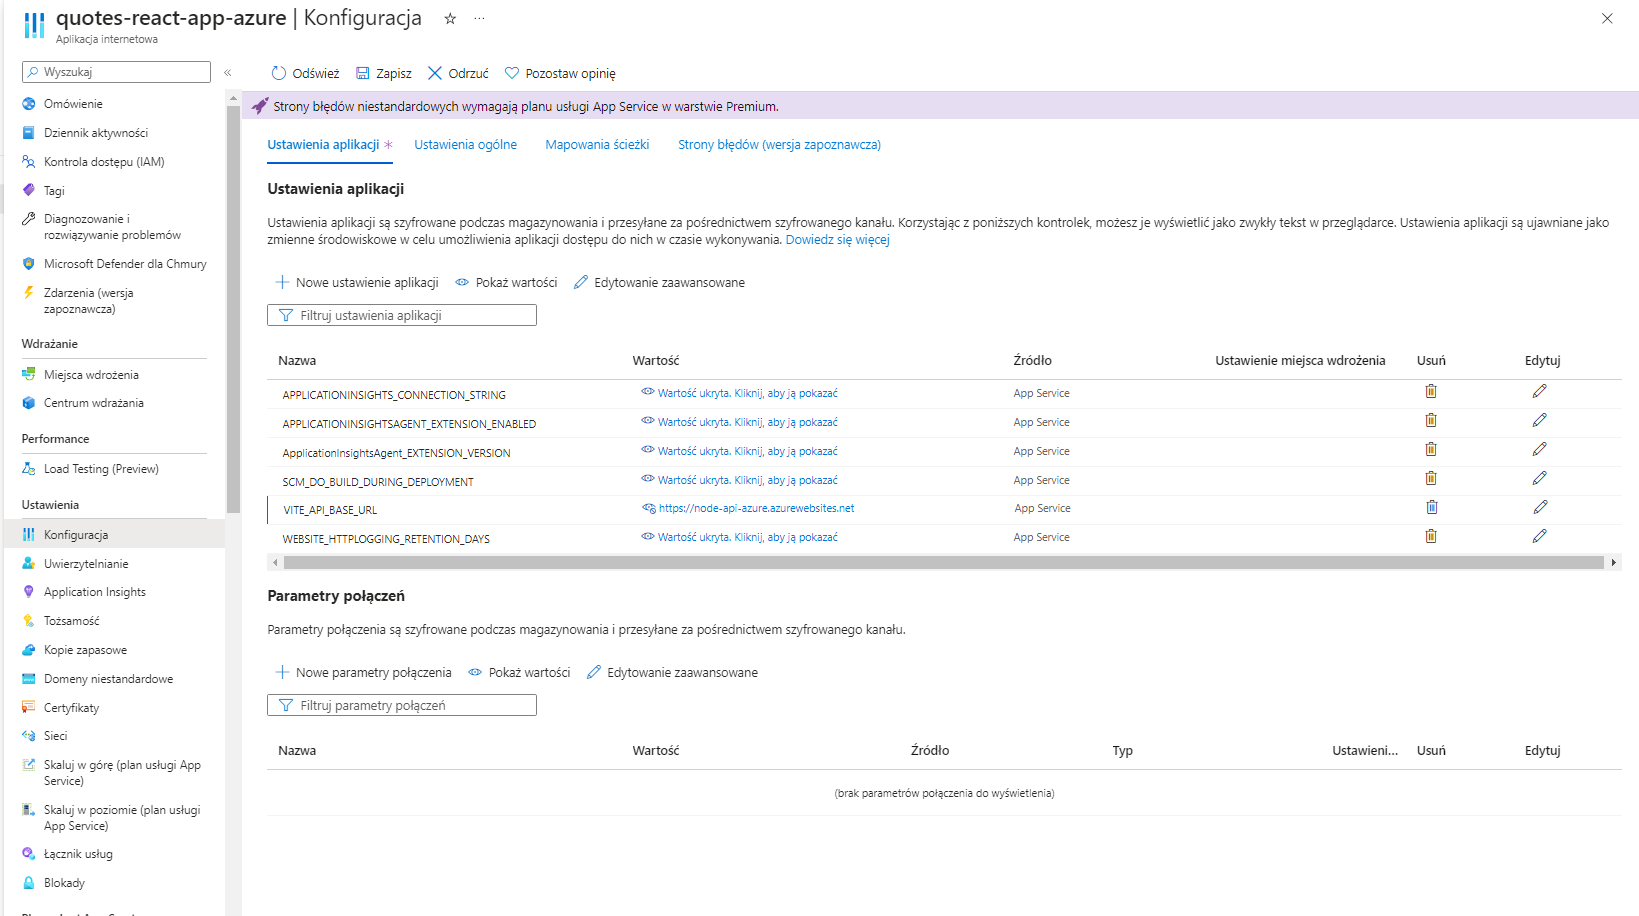 quotes-react-app-azure | Konfiguracja
Aplikacja internetowa
Wyszukaj
Omówienie
Dziennik aktywności
Kontrola dostępu (IAM)
Tagi
Diagnozowanie i
rozwiązywanie problemów
Microsoft Defender dla Chmury
Zdarzenia (wersja
zapoznawcza)
Wdrażanie
Miejsca wdrożenia
Centrum wdrażania
Performance
Load Testing (Preview)
Ustawienia
Konfiguracja
Uwierzytelnianie
Application Insights
Tożsamość
Kopie zapasowe
Domeny niestandardowe
Certyfikaty
Sieci
Skaluj w górę (plan usługi App
Service)
Skaluj w poziomie (plan usługi
App Service)
Łącznik usług
Blokady
Odśwież Zapisz Odrzuć Pozostaw opinię
Strony błędów niestandardowych wymagają planu usługi App Service w warstwie Premium.
Ustawienia aplikacji * Ustawienia ogólne Mapowania ścieżki Strony błędów (wersja zapoznawcza)
Ustawienia aplikacji
Ustawienia aplikacji są szyfrowane podczas magazynowania i przesyłane za pośrednictwem szyfrowanego kanału. Korzystając z poniższych kontrolek, możesz je wyświetlić jako zwykły tekst w przeglądarce. Ustawienia aplikacji są ujawniane jako
zmienne środowiskowe w celu umożliwienia aplikacji dostępu do nich w czasie wykonywania. Dowiedz się więcej
Nowe ustawienie aplikacji Pokaż wartości Edytowanie zaawansowane
Filtruj ustawienia aplikacji
Nazwa Wartość Źródło Ustawienie miejsca wdrożenia Usuń Edytuj
APPLICATIONINSIGHTS_CONNECTION_STRING Wartość ukryta. Kliknij, aby ją pokazać App Service
APPLICATIONINSIGHTSAGENT_EXTENSION_ENABLED Wartość ukryta. Kliknij, aby ją pokazać App Service
ApplicationInsightsAgent_EXTENSION_VERSION Wartość ukryta. Kliknij, aby ją pokazać App Service
SCM_DO_BUILD_DURING_DEPLOYMENT Wartość ukryta. Kliknij, aby ją pokazać App Service
VITE_API_BASE_URL https://node-api-azure.azurewebsites.net App Service
WEBSITE_HTTPLOGGING_RETENTION_DAYS Wartość ukryta. Kliknij, aby ją pokazać App Service
Parametry połączeń
Parametry połączenia są szyfrowane podczas magazynowania i przesyłane za pośrednictwem szyfrowanego kanału.
Nowe parametry połączenia Pokaż wartości Edytowanie zaawansowane
Filtruj parametry połączeń
Nazwa Wartość Źródło Typ Ustawieni... Usuń Edytuj
(brak parametrów połączenia do wyświetlenia)